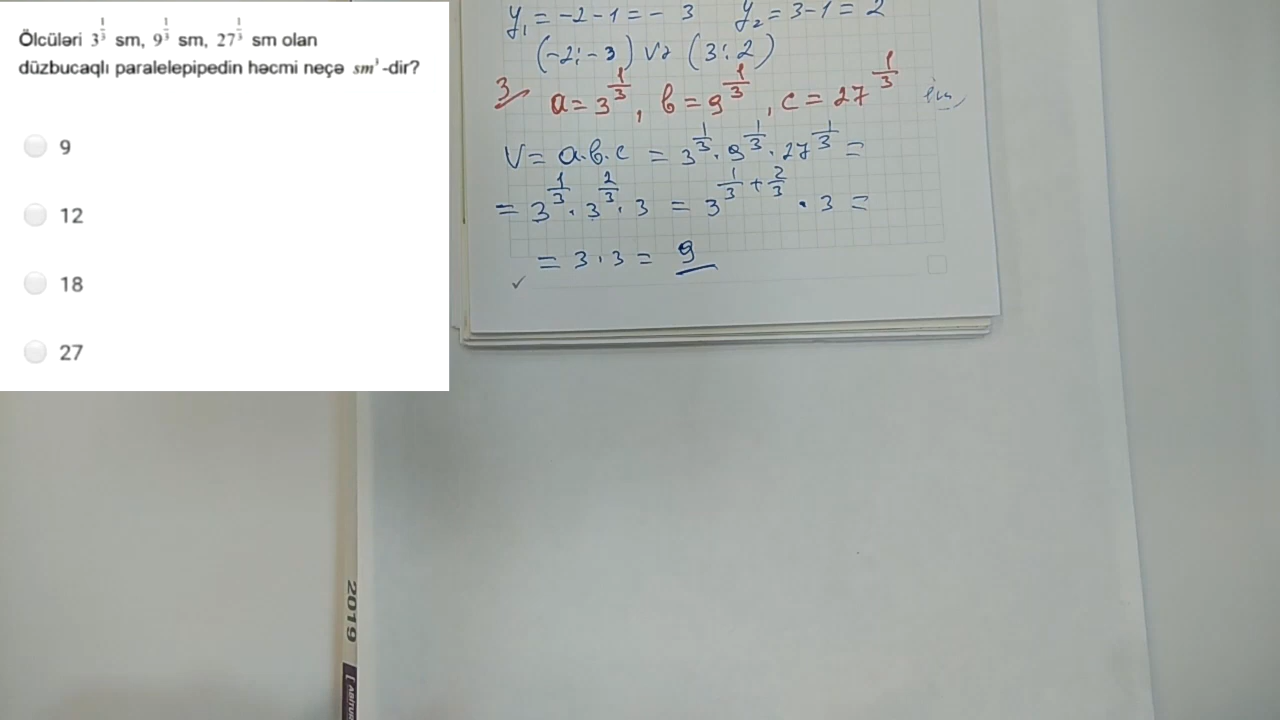 Ölcüləri 3^{1/3} sm, 9^{1/3} sm, 27^{1/3} sm olan
düzbucaqlı paralelepipedin həcmi neçə sm³-dir?
9
12
18
27
y₁ = -2-1 = - 3 y₂ = 3-1 = 2
(-2;-3) və (3;2)
3 a = 3^{1/3}, b = 9^{1/3}, c = 27^{1/3}
V = a·b·c = 3^{1/3} · 9^{1/3} · 27^{1/3} =
= 3^{1/3} · 3^{2/3} · 3 = 3^{1/3 + 2/3} · 3 =
= 3·3 = 9
2019